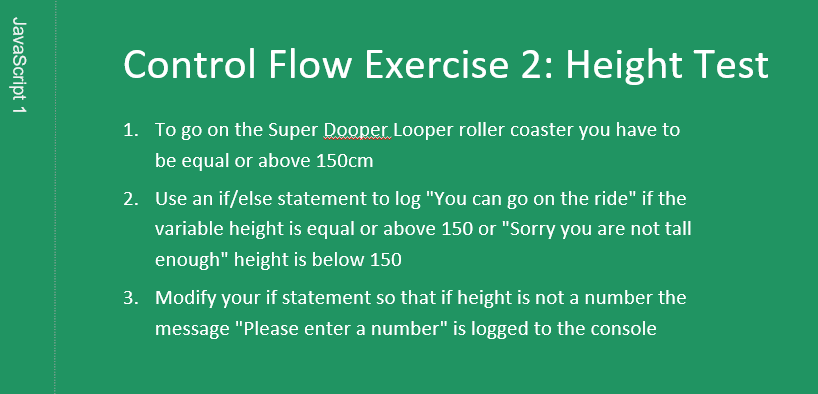 JavaScript 1
Control Flow Exercise 2: Height Test
1. To go on the Super Dooper Looper roller coaster you have to
be equal or above 150cm
2. Use an if/else statement to log "You can go on the ride" if the
variable height is equal or above 150 or "Sorry you are not tall
enough" height is below 150
3. Modify your if statement so that if height is not a number the
message "Please enter a number" is logged to the console